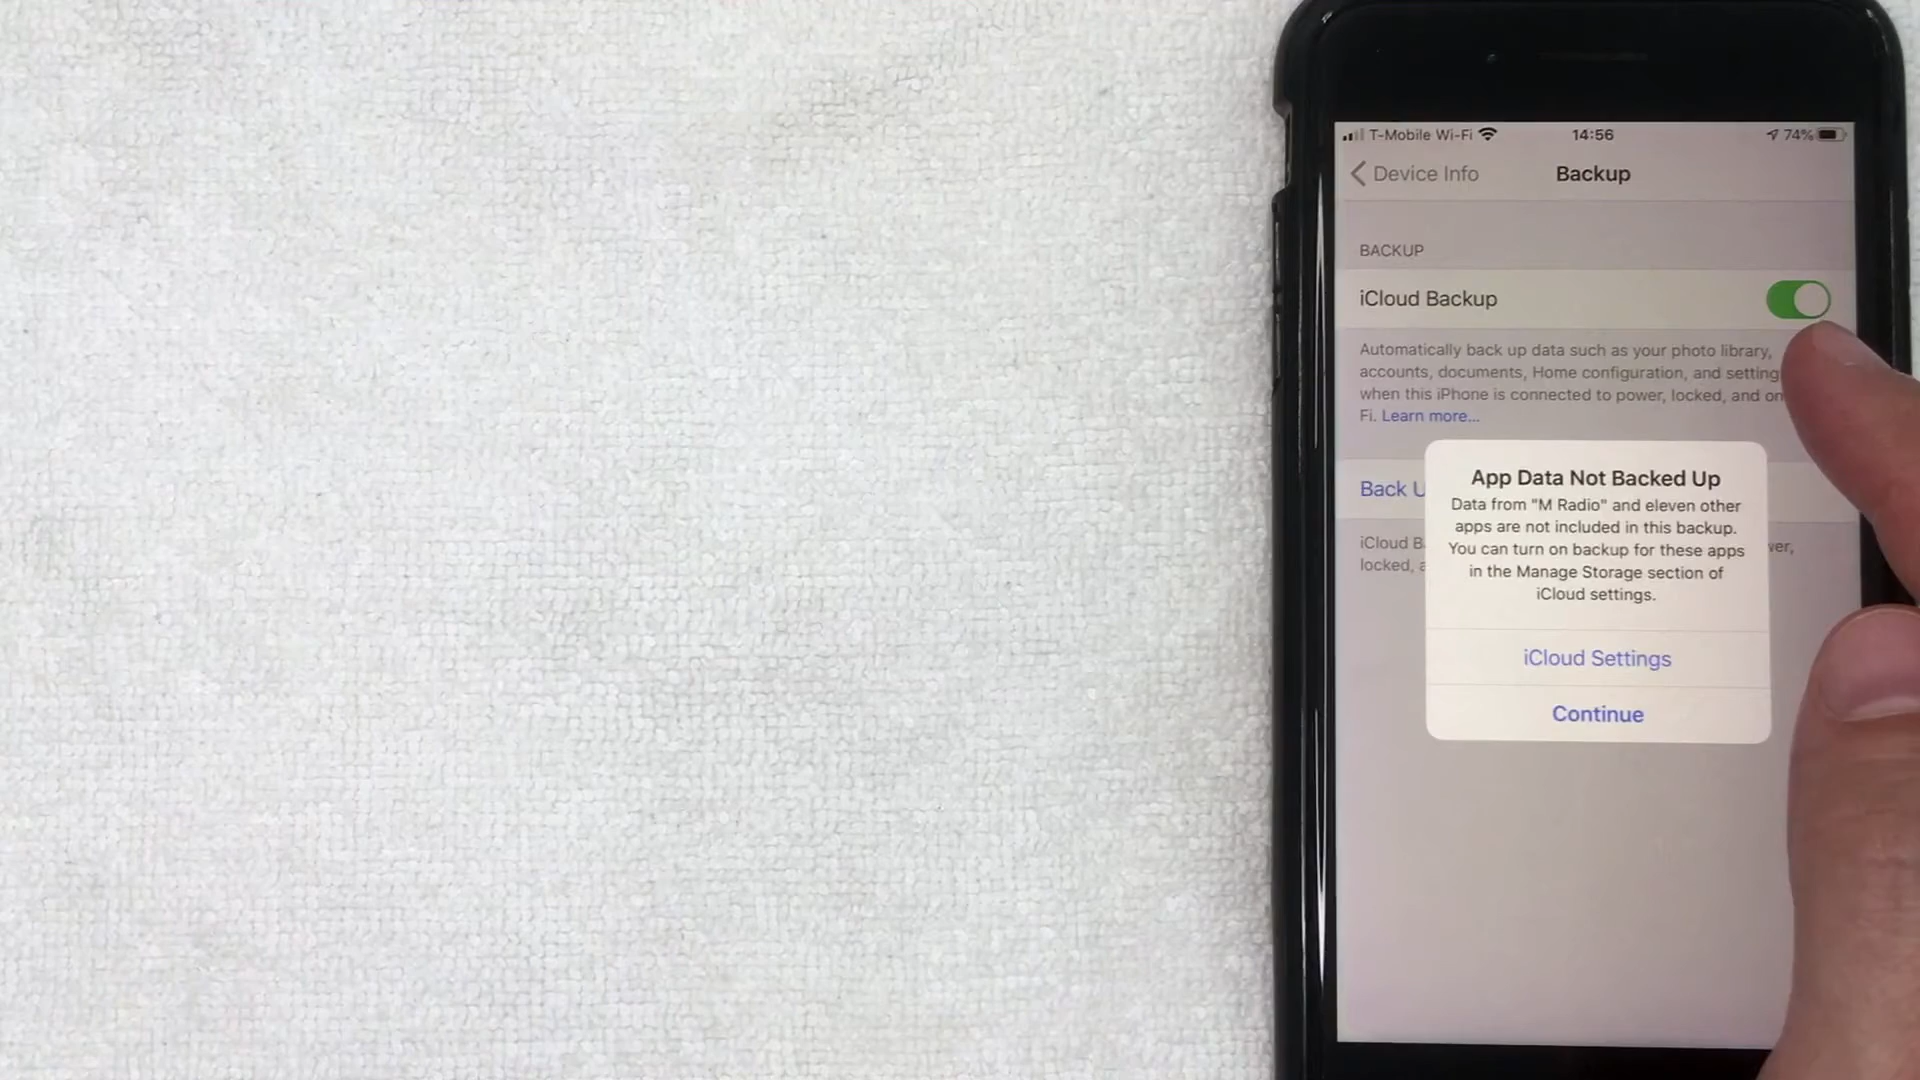 T-Mobile Wi-Fi 14:56 74%
Device Info Backup
BACKUP
iCloud Backup
Automatically back up data such as your photo library,
accounts, documents, Home configuration, and setting
when this iPhone is connected to power, locked, and on
Fi. Learn more...
Back U
App Data Not Backed Up
Data from "M Radio" and eleven other
apps are not included in this backup.
You can turn on backup for these apps
in the Manage Storage section of
iCloud settings.
iCloud B
locked,
iCloud Settings
Continue